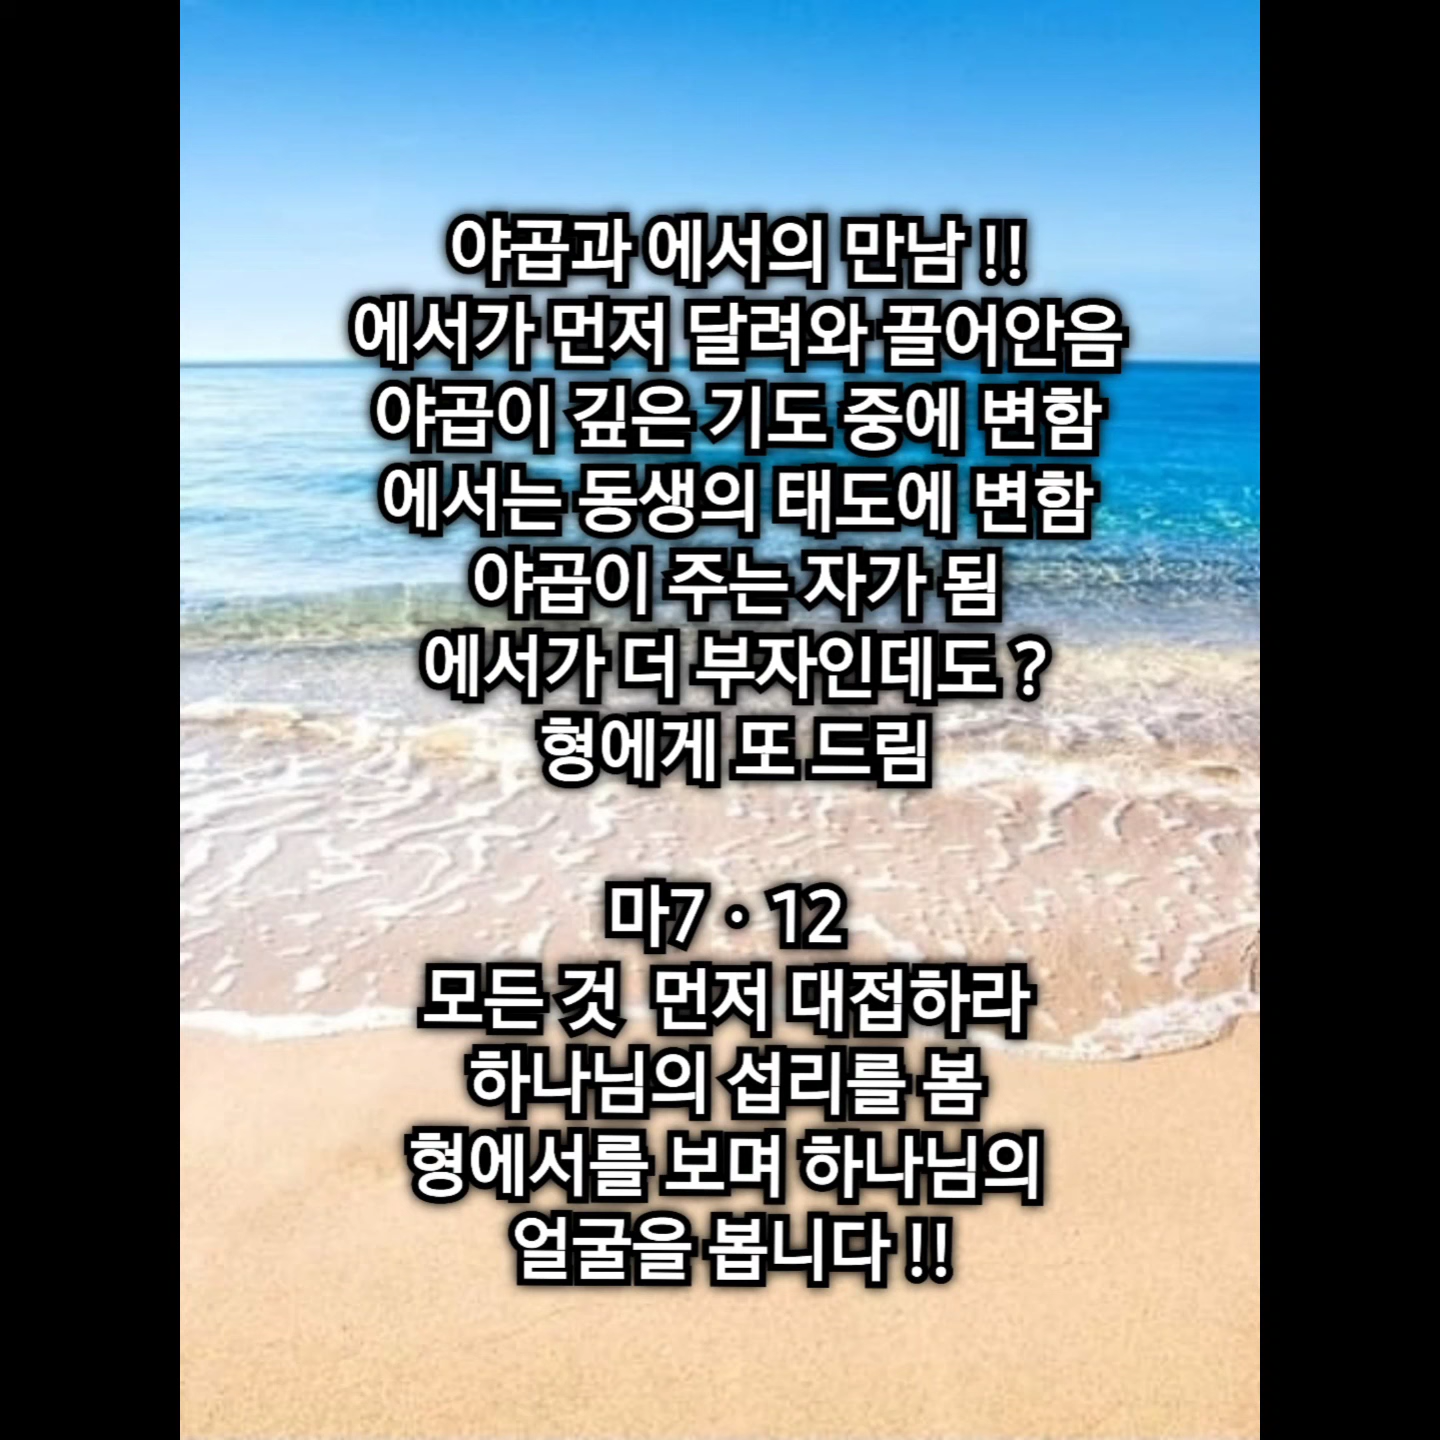 야곱과 에서의 만남 !!
에서가 먼저 달려와 끌어안음
야곱이 깊은 기도 중에 변함
에서는 동생의 태도에 변함
야곱이 주는 자가 됨
에서가 더 부자인데도 ?
형에게 또 드림
마7 · 12
모든 것 먼저 대접하라
하나님의 섭리를 봄
형에서를 보며 하나님의
얼굴을 봅니다 !!